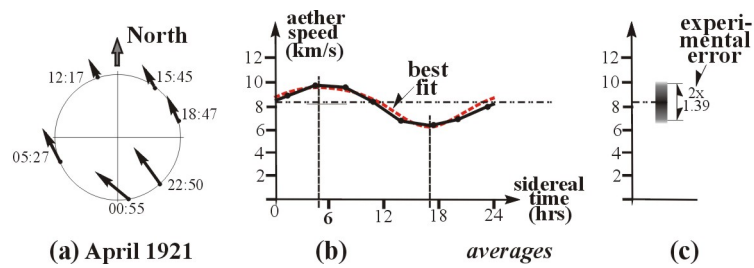 North
12:17
15:45
18:47
05:27
22:50
00:55
(a) April 1921
aether
speed
(km/s)
12
10
8
6
4
2
0
best
fit
6
12
18
24
sidereal
time
(hrs)
(b)
averages
experi-
mental
error
12
10
8
6
4
2
2x
1.39
(c)